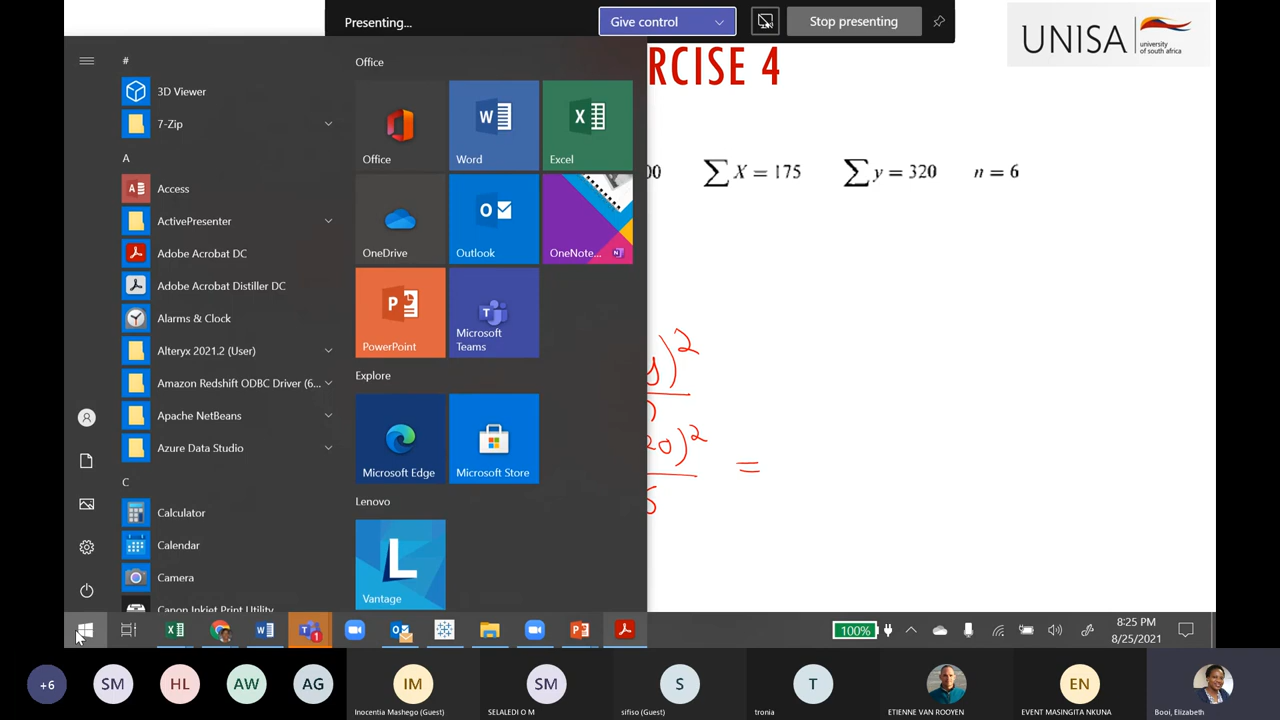 Presenting...
Give control
Stop presenting
UNISA
university
of south africa
RCISE 4
00
∑ X = 175
∑ y = 320
n = 6
y)²
20)²
=
6
#
3D Viewer
7-Zip
A
Access
ActivePresenter
Adobe Acrobat DC
Adobe Acrobat Distiller DC
Alarms & Clock
Alteryx 2021.2 (User)
Amazon Redshift ODBC Driver (6...
Apache NetBeans
Azure Data Studio
C
Calculator
Calendar
Camera
Canon Inkjet Print Utility
Office
Office
Word
Excel
OneDrive
Outlook
OneNote...
PowerPoint
Microsoft
Teams
Explore
Microsoft Edge
Microsoft Store
Lenovo
Vantage
100%
8:25 PM
8/25/2021
+6
SM
HL
AW
AG
IM
Inocentia Mashego (Guest)
SM
SELALEDI O M
S
sifiso (Guest)
T
tronia
ETIENNE VAN ROOYEN
EN
EVENT MASINGITA NKUNA
Booi, Elizabeth